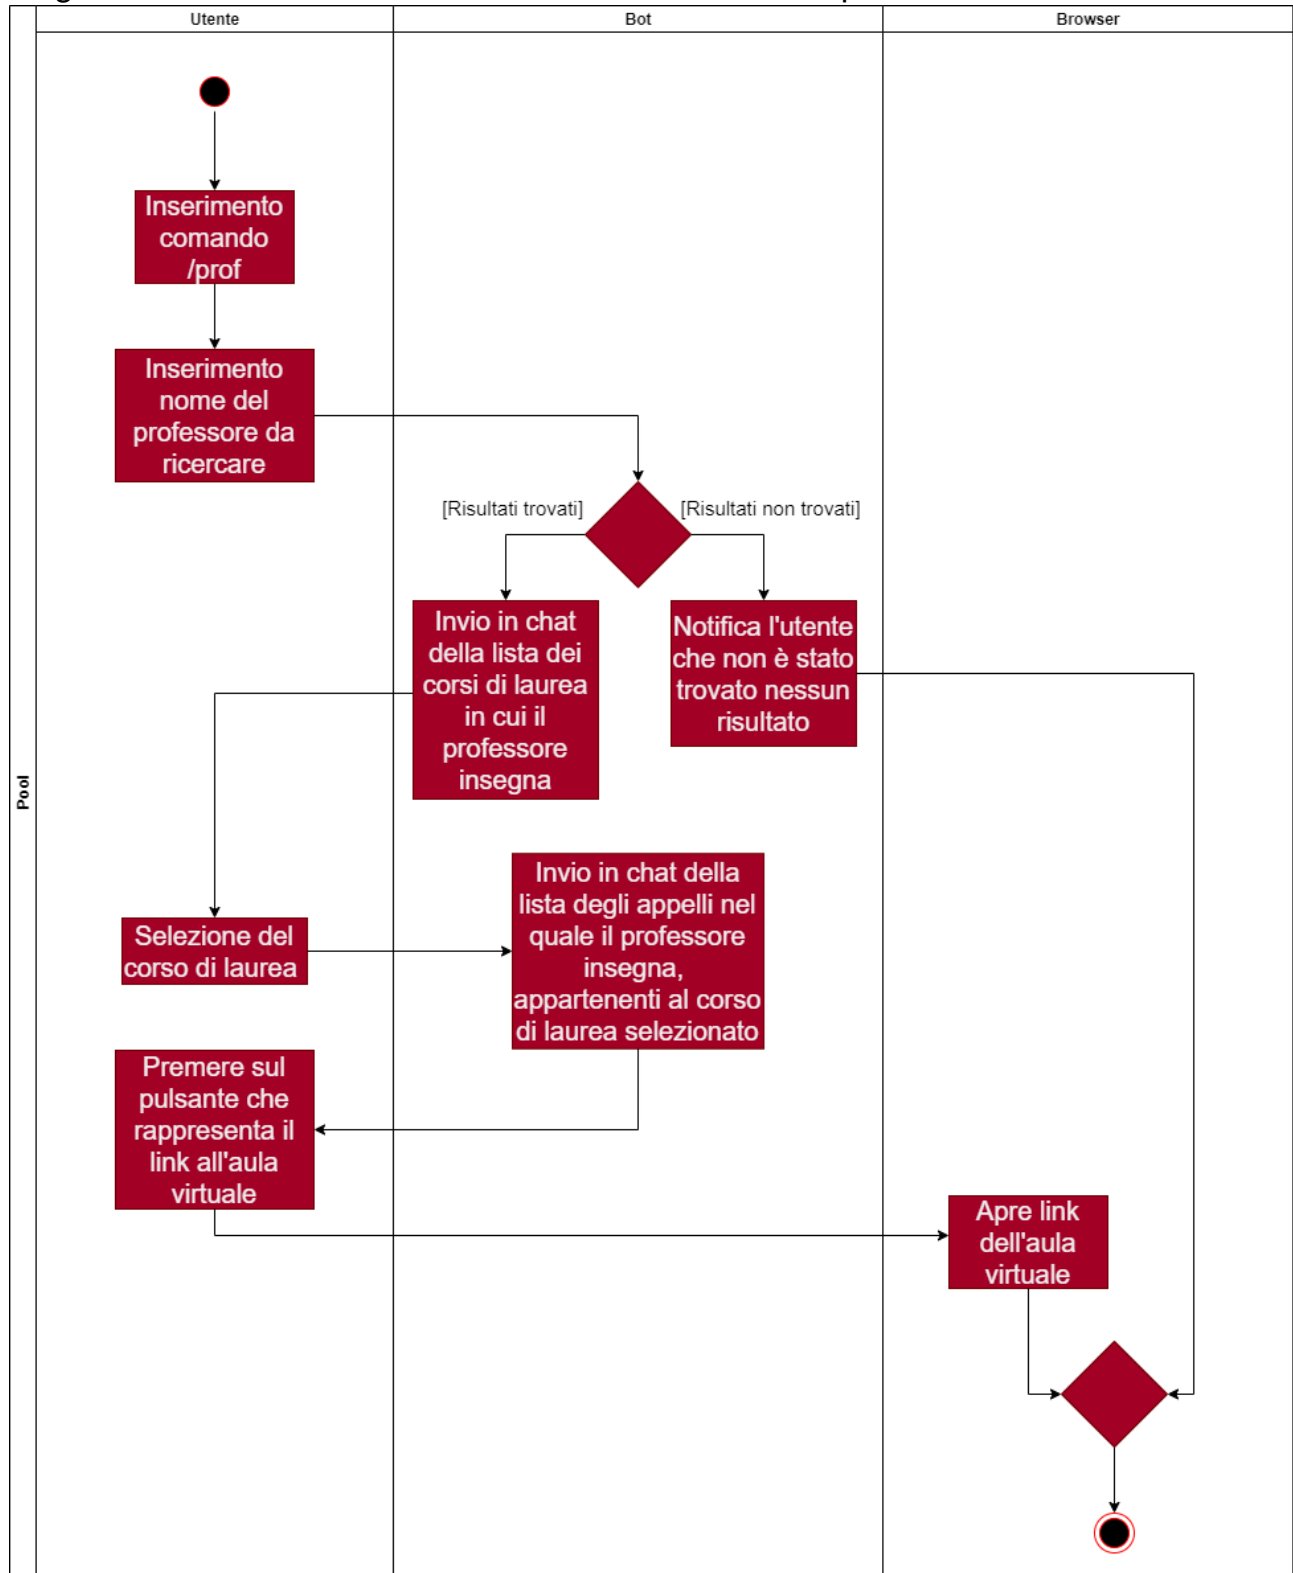 Utente
Bot
Browser
Pool
Inserimento
comando
/prof
Inserimento
nome del
professore da
ricercare
[Risultati trovati]
[Risultati non trovati]
Invio in chat
della lista dei
corsi di laurea
in cui il
professore
insegna
Notifica l'utente
che non è stato
trovato nessun
risultato
Selezione del
corso di laurea
Invio in chat della
lista degli appelli nel
quale il professore
insegna,
appartenenti al corso
di laurea selezionato
Premere sul
pulsante che
rappresenta il
link all'aula
virtuale
Apre link
dell'aula
virtuale